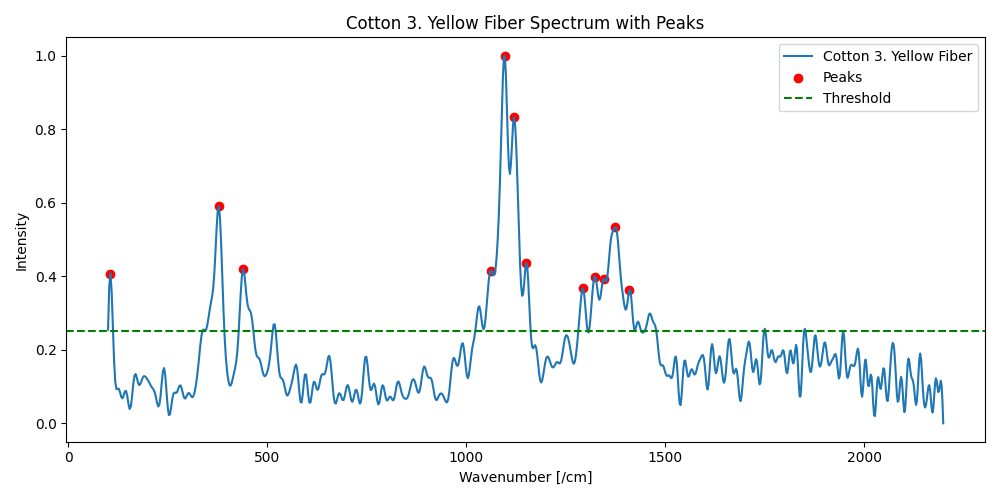 Cotton 3. Yellow Fiber Spectrum with Peaks
Cotton 3. Yellow Fiber
Peaks
Threshold
Intensity
1.0
0.8
0.6
0.4
0.2
0.0
0 500 1000 1500 2000
Wavenumber [/cm]